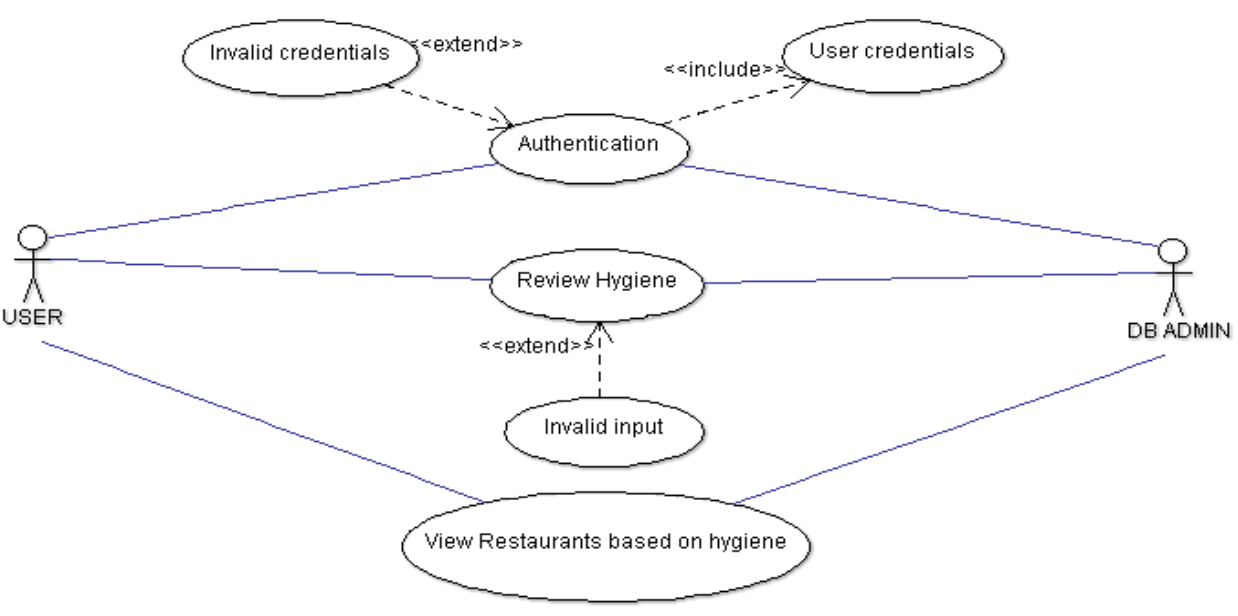 Invalid credentials
<<extend>>
User credentials
<<include>>
Authentication
Review Hygiene
USER
DB ADMIN
<<extend>>
Invalid input
View Restaurants based on hygiene